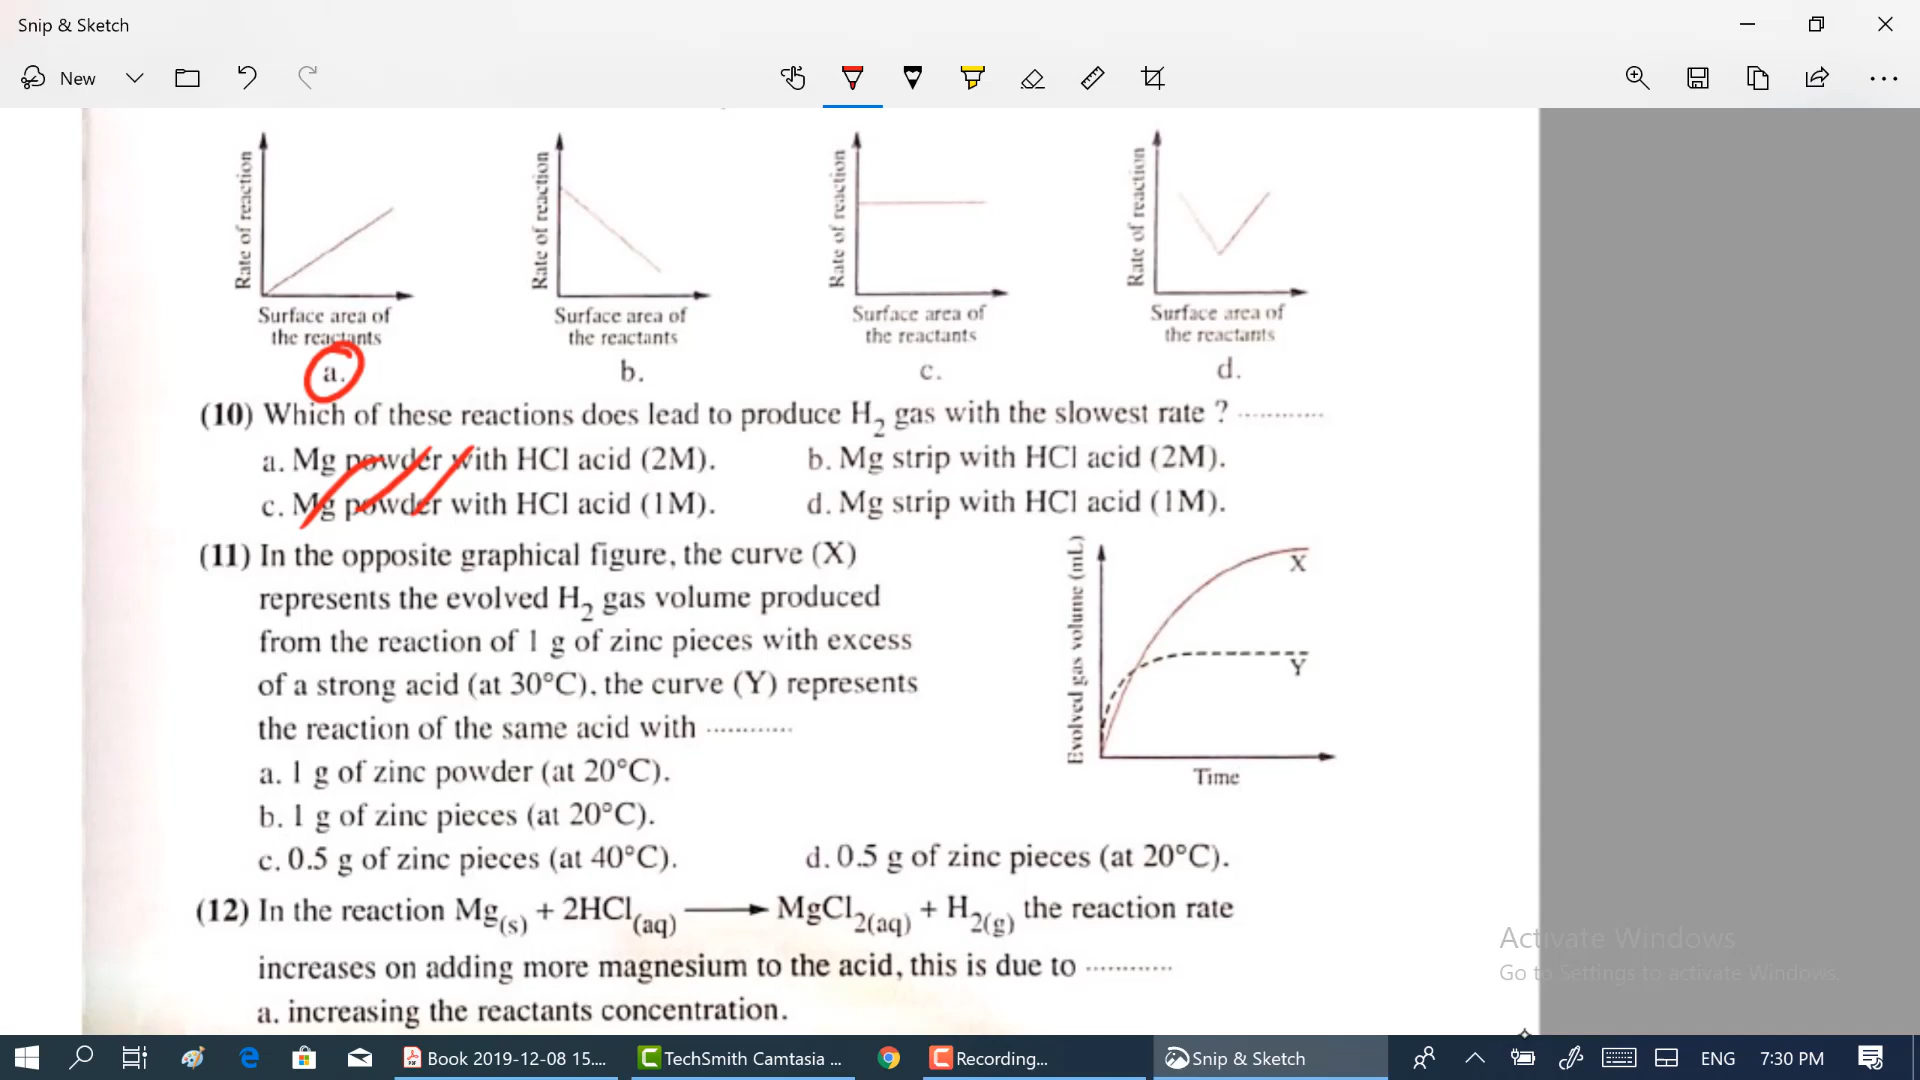 Snip & Sketch
New
Rate of reaction
Surface area of
the reactants
a.
Rate of reaction
Surface area of
the reactants
b.
Rate of reaction
Surface area of
the reactants
c.
Rate of reaction
Surface area of
the reactants
d.
(10) Which of these reactions does lead to produce H₂ gas with the slowest rate ? ............
a. Mg powder with HCl acid (2M).
b. Mg strip with HCl acid (2M).
c. Mg powder with HCl acid (1M).
d. Mg strip with HCl acid (1M).
(11) In the opposite graphical figure, the curve (X)
represents the evolved H₂ gas volume produced
from the reaction of 1 g of zinc pieces with excess
of a strong acid (at 30°C), the curve (Y) represents
the reaction of the same acid with ............
a. 1 g of zinc powder (at 20°C).
b. 1 g of zinc pieces (at 20°C).
c. 0.5 g of zinc pieces (at 40°C).
d. 0.5 g of zinc pieces (at 20°C).
Evolved gas volume (mL)
X
Y
Time
(12) In the reaction Mg(s) + 2HCl(aq) ⟶ MgCl₂(aq) + H₂(g) the reaction rate
increases on adding more magnesium to the acid, this is due to ............
a. increasing the reactants concentration.
Activate Windows
Go to Settings to activate Windows.
Book 2019-12-08 15....
TechSmith Camtasia ...
Recording...
Snip & Sketch
ENG
7:30 PM